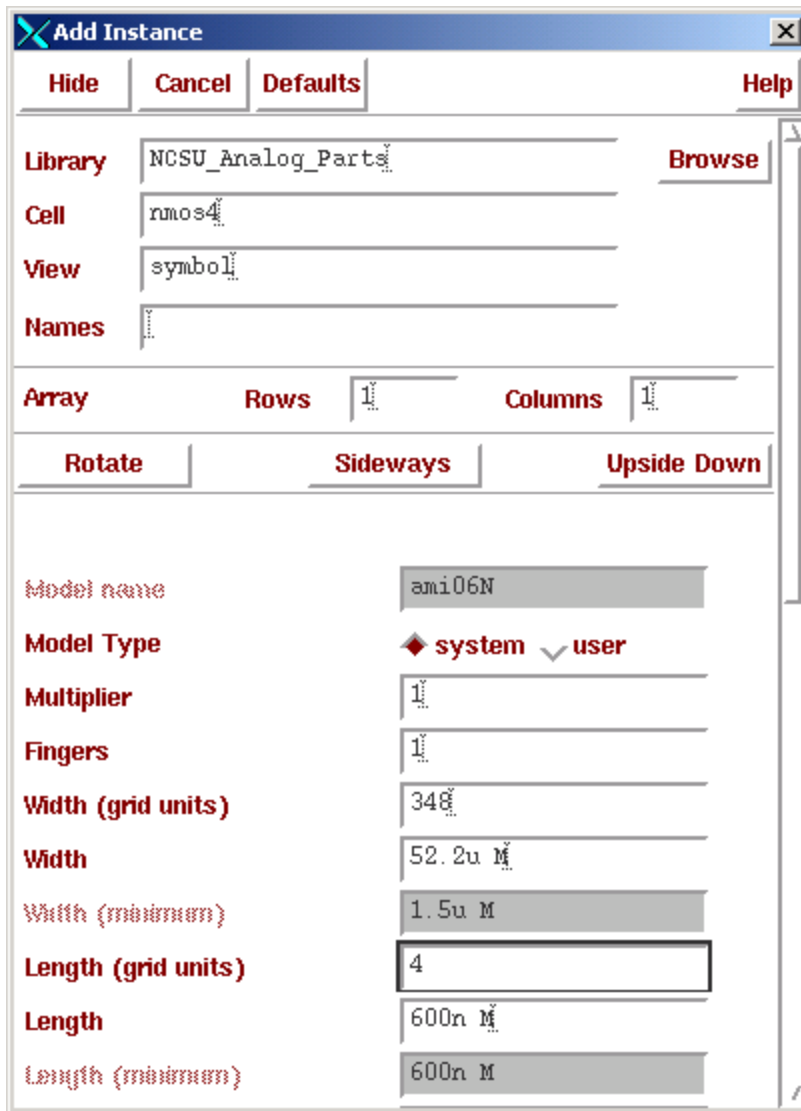 Add Instance
Hide Cancel Defaults Help
Library NCSU_Analog_Parts Browse
Cell nmos4
View symbol
Names
Array Rows 1 Columns 1
Rotate Sideways Upside Down
Model name ami06N
Model Type system user
Multiplier 1
Fingers 1
Width (grid units) 348
Width 52.2u M
Width (minimum) 1.5u M
Length (grid units) 4
Length 600n M
Length (minimum) 600n M